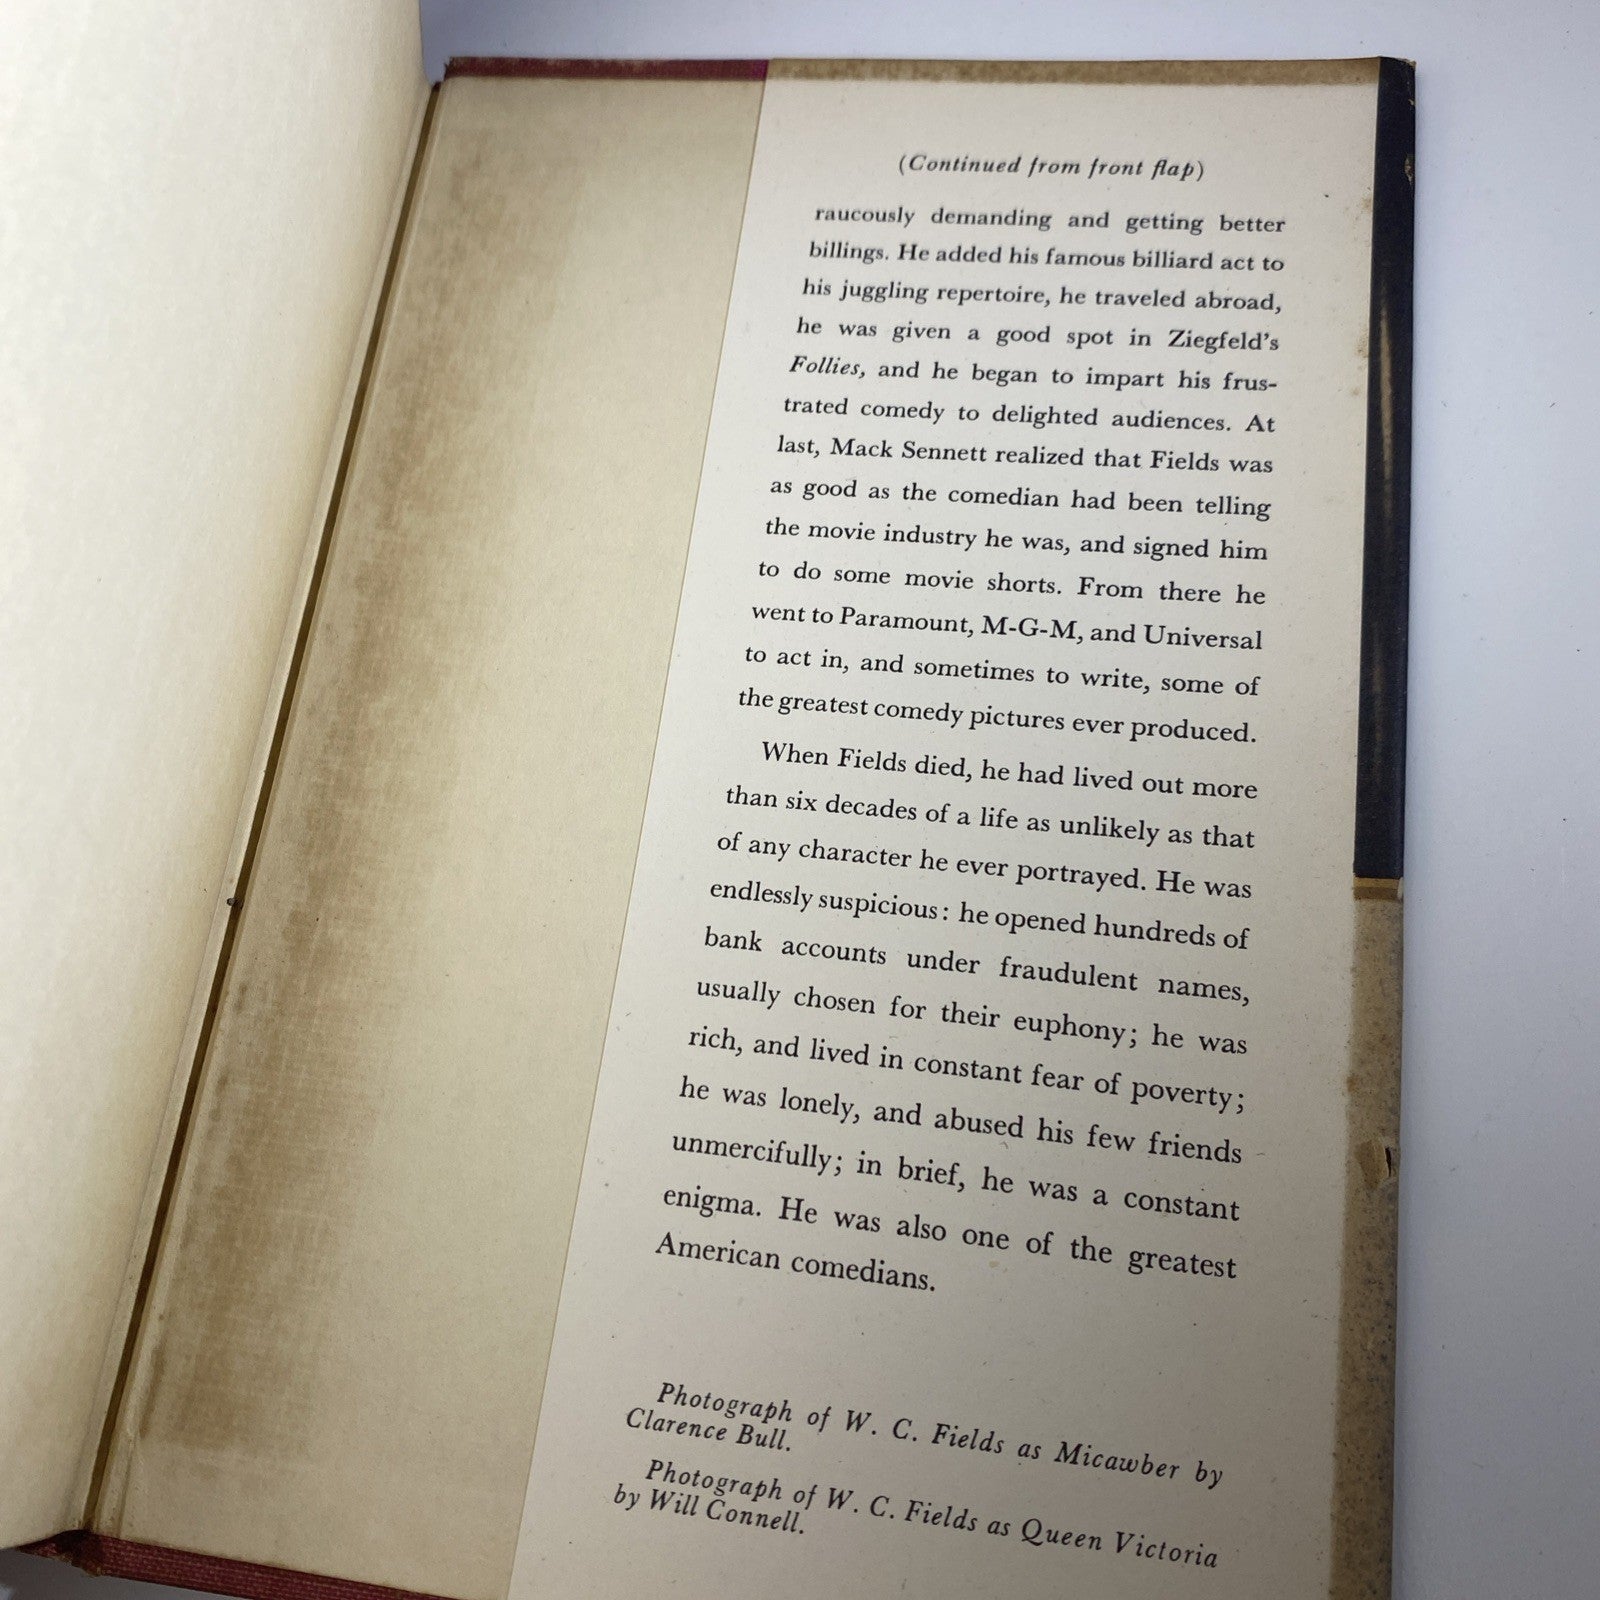 (Continued from front flap)
raucously demanding and getting better
billings. He added his famous billiard act to
his juggling repertoire, he traveled abroad,
he was given a good spot in Ziegfeld's
Follies, and he began to impart his frus-
trated comedy to delighted audiences. At
last, Mack Sennett realized that Fields was
as good as the comedian had been telling
the movie industry he was, and signed him
to do some movie shorts. From there he
went to Paramount, M-G-M, and Universal
to act in, and sometimes to write, some of
the greatest comedy pictures ever produced.
When Fields died, he had lived out more
than six decades of a life as unlikely as that
of any character he ever portrayed. He was
endlessly suspicious: he opened hundreds of
bank accounts under fraudulent names,
usually chosen for their euphony; he was
rich, and lived in constant fear of poverty;
he was lonely, and abused his few friends
unmercifully; in brief, he was a constant
enigma. He was also one of the greatest
American comedians.
Photograph of W. C. Fields as Micawber by
Clarence Bull.
Photograph of W. C. Fields as Queen Victoria
by Will Connell.